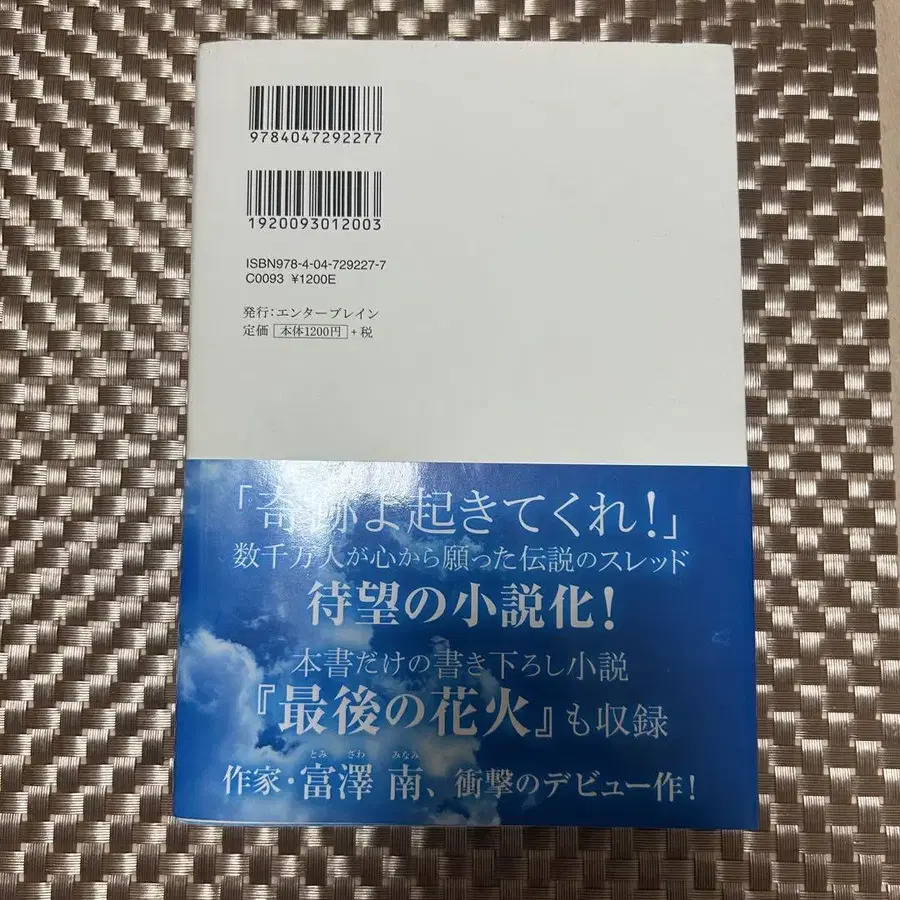 9784047292277
1920093012003
ISBN978-4-04-729227-7
C0093 ¥1200E
発行:エンターブレイン
定価 本体1200円+税
「奇跡よ起きてくれ!」
数千万人が心から願った伝説のスレッド
待望の小説化!
本書だけの書き下ろし小説
『最後の花火』も収録
とみ ざわ みなみ
作家・富澤 南、衝撃のデビュー作!